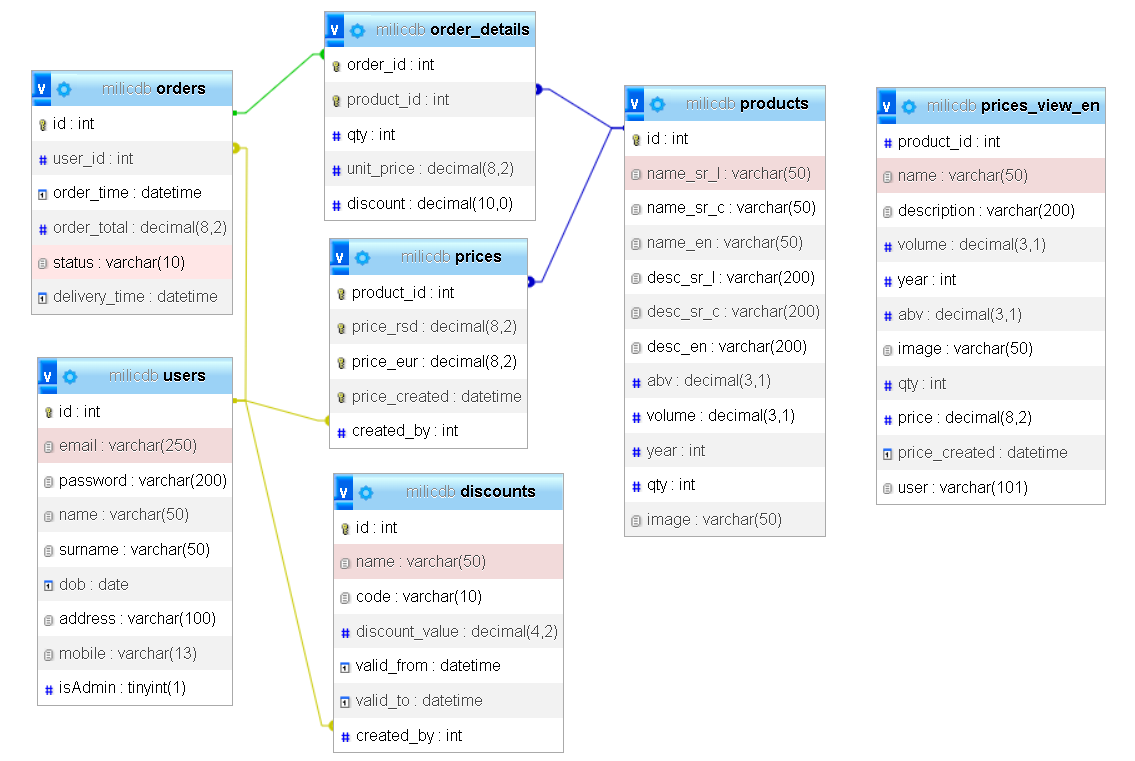 v milicdb orders
id : int
user_id : int
order_time : datetime
order_total : decimal(8,2)
status : varchar(10)
delivery_time : datetime
v milicdb users
id : int
email : varchar(250)
password : varchar(200)
name : varchar(50)
surname : varchar(50)
dob : date
address : varchar(100)
mobile : varchar(13)
isAdmin : tinyint(1)
v milicdb order_details
order_id : int
product_id : int
qty : int
unit_price : decimal(8,2)
discount : decimal(10,0)
v milicdb prices
product_id : int
price_rsd : decimal(8,2)
price_eur : decimal(8,2)
price_created : datetime
created_by : int
v milicdb discounts
id : int
name : varchar(50)
code : varchar(10)
discount_value : decimal(4,2)
valid_from : datetime
valid_to : datetime
created_by : int
v milicdb products
id : int
name_sr_l : varchar(50)
name_sr_c : varchar(50)
name_en : varchar(50)
desc_sr_l : varchar(200)
desc_sr_c : varchar(200)
desc_en : varchar(200)
abv : decimal(3,1)
volume : decimal(3,1)
year : int
qty : int
image : varchar(50)
v milicdb prices_view_en
product_id : int
name : varchar(50)
description : varchar(200)
volume : decimal(3,1)
year : int
abv : decimal(3,1)
image : varchar(50)
qty : int
price : decimal(8,2)
price_created : datetime
user : varchar(101)